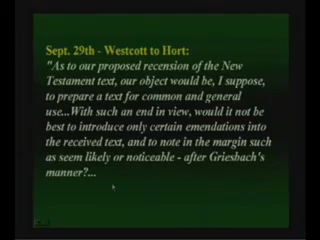 Sept. 29th - Westcott to Hort:
"As to our proposed recension of the New
Testament text, our object would be, I suppose,
to prepare a text for common and general
use...With such an end in view, would it not be
best to introduce only certain emendations into
the received text, and to note in the margin such
as seem likely or noticeable - after Griesbach's
manner?...